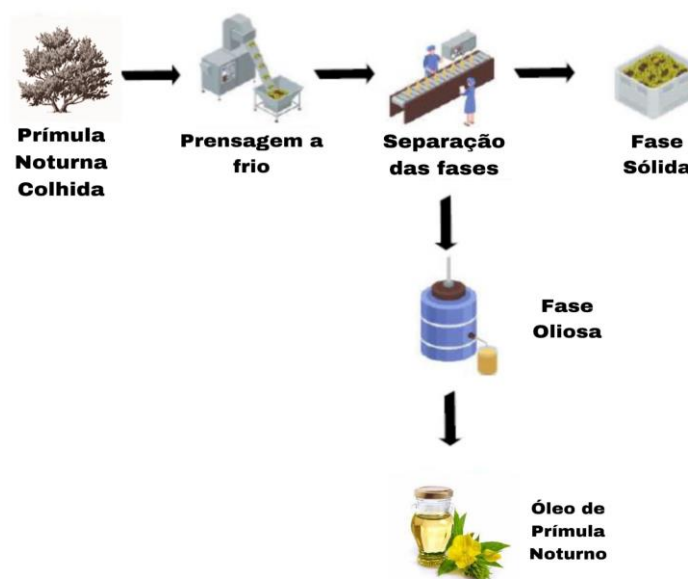 Prímula
Noturna
Colhida
Prensagem a
frio
Separação
das fases
Fase
Sólida
Fase
Oliosa
Óleo de
Prímula
Noturno